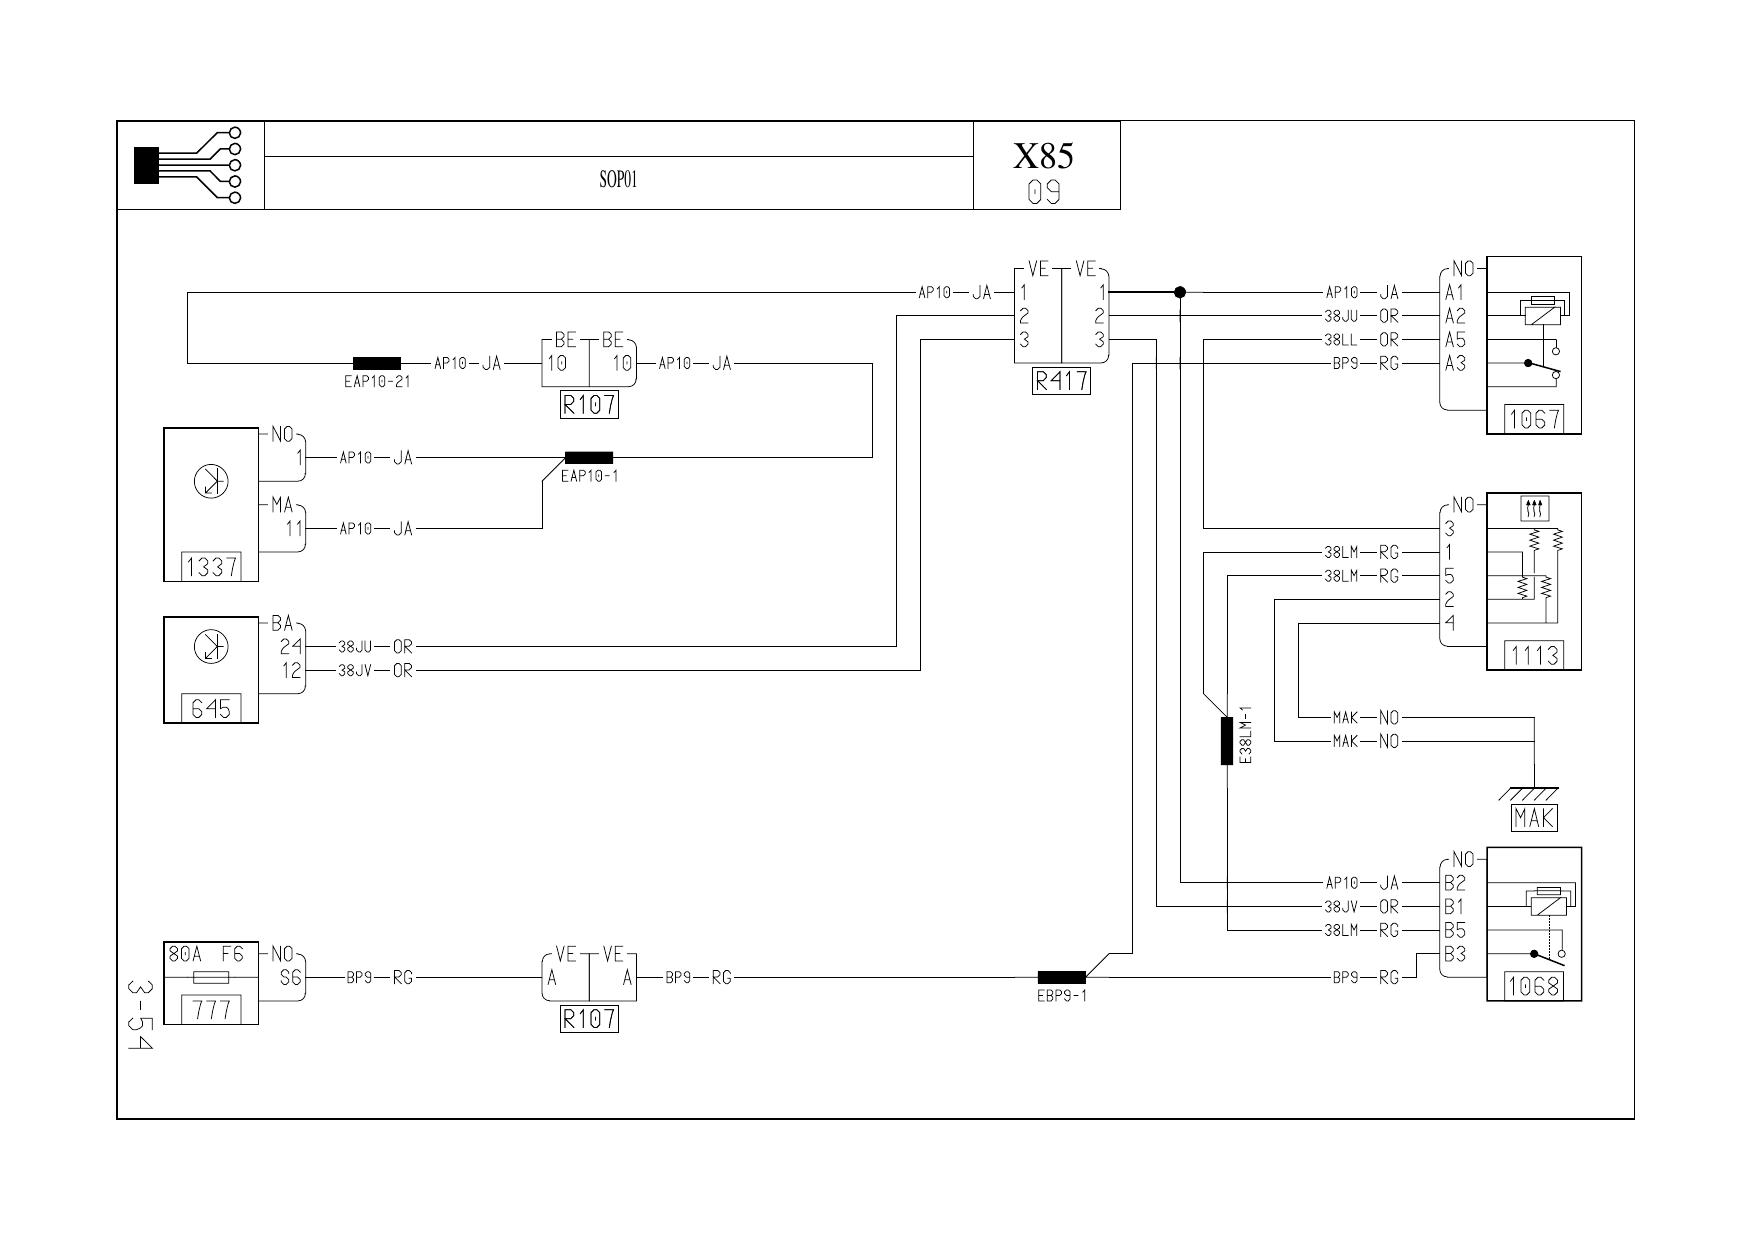 SOP01
X85
09
VE VE
AP10 JA 1 1 AP10 JA
2 2 38JU OR
3 3 38LL OR
BP9 RG
R417
NO
A1
A2
A5
A3
1067
BE BE
EAP10-21 AP10 JA 10 10 AP10 JA
R107
NO
1 AP10 JA
EAP10-1
MA
11 AP10 JA
1337
NO
3
38LM RG 1
38LM RG 5
2
4
1113
BA
24 38JU OR
12 38JV OR
645
MAK NO
MAK NO
E38LM-1
MAK
NO
AP10 JA B2
38JV OR B1
38LM RG B5
B3
BP9 RG
1068
80A F6 NO
S6 BP9 RG
777
VE VE
A A BP9 RG
R107
EBP9-1
3-54